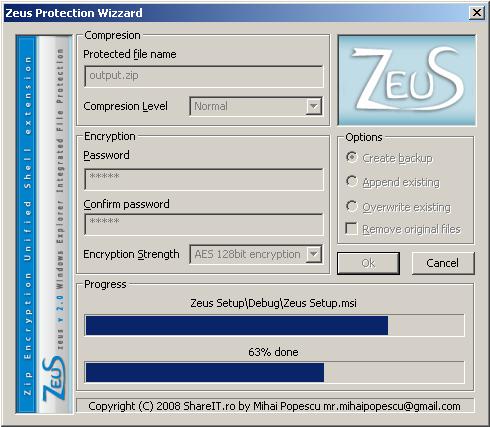 Zeus Protection Wizzard
Zip Encryption Unified Shell extension
zeus v 2.0 Windows Explorer Integrated File Protection
ZEUS
Compresion
Protected file name
output.zip
Compresion Level
Normal
ZEUS
Encryption
Password
*****
Confirm password
*****
Encryption Strength
AES 128bit encryption
Options
Create backup
Append existing
Overwrite existing
Remove original files
Ok
Cancel
Progress
Zeus Setup\Debug\Zeus Setup.msi
63% done
Copyright (C) 2008 ShareIT.ro by Mihai Popescu mr.mihaipopescu@gmail.com